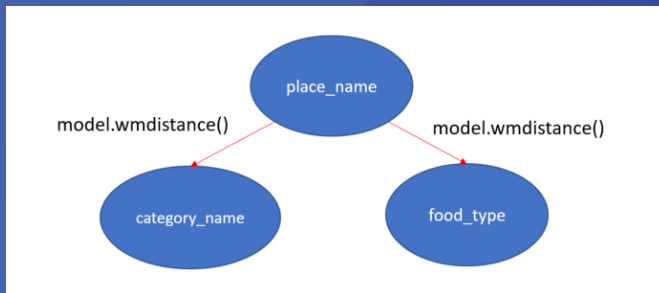 place_name
model.wmdistance()
model.wmdistance()
category_name
food_type